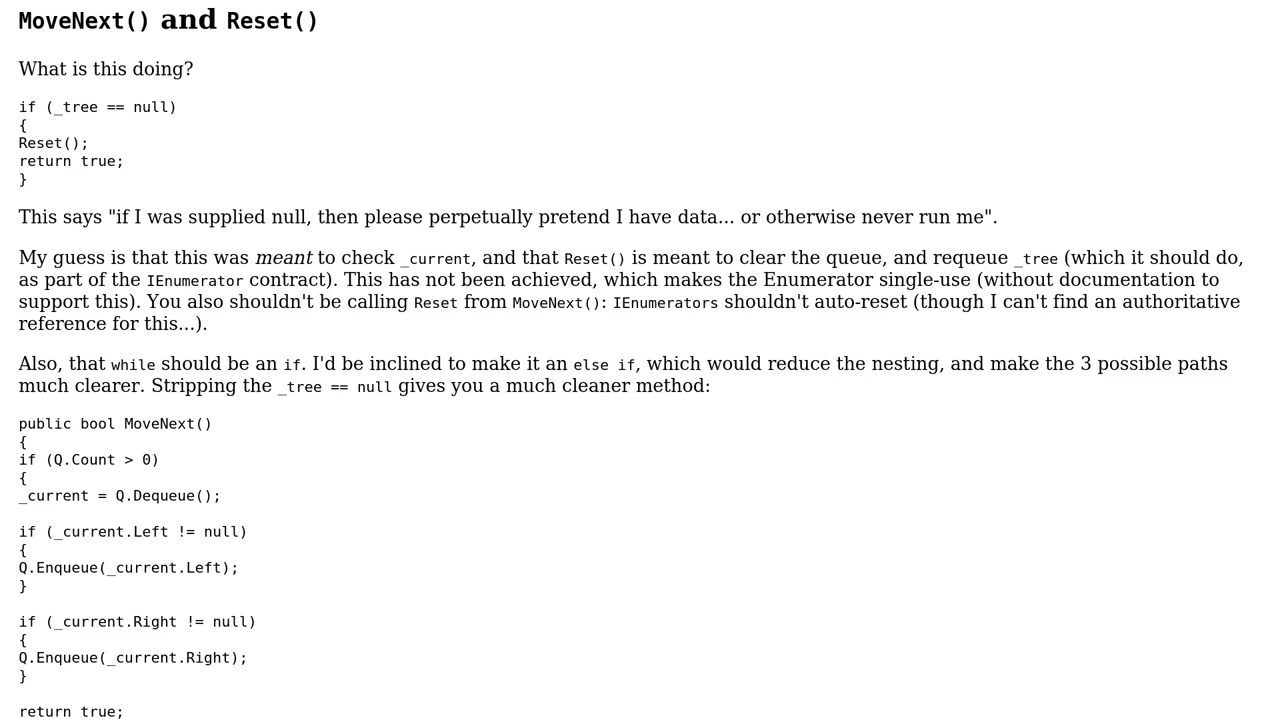 MoveNext() and Reset()
What is this doing?
if (_tree == null)
{
Reset();
return true;
}
This says "if I was supplied null, then please perpetually pretend I have data... or otherwise never run me".
My guess is that this was meant to check _current, and that Reset() is meant to clear the queue, and requeue _tree (which it should do,
as part of the IEnumerator contract). This has not been achieved, which makes the Enumerator single-use (without documentation to
support this). You also shouldn't be calling Reset from MoveNext(): IEnumerators shouldn't auto-reset (though I can't find an authoritative
reference for this...).
Also, that while should be an if. I'd be inclined to make it an else if, which would reduce the nesting, and make the 3 possible paths
much clearer. Stripping the _tree == null gives you a much cleaner method:
public bool MoveNext()
{
if (Q.Count > 0)
{
_current = Q.Dequeue();
if (_current.Left != null)
{
Q.Enqueue(_current.Left);
}
if (_current.Right != null)
{
Q.Enqueue(_current.Right);
}
return true;